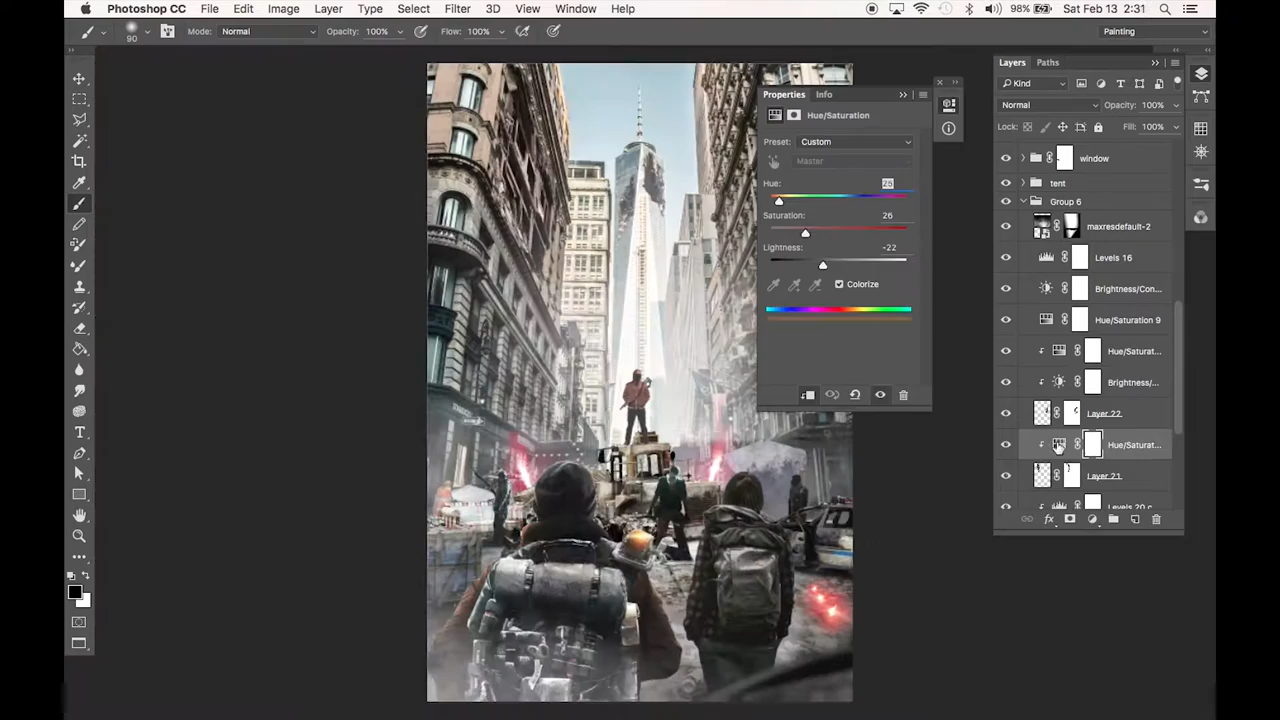 Photoshop CC File Edit Image Layer Type Select Filter 3D View Window Help 98% Sat Feb 13 2:31
90 Mode: Normal Opacity: 100% Flow: 100% Painting
Layers Paths
Kind
Normal Opacity: 100%
Lock: Fill: 100%
window
tent
Group 6
maxresdefault-2
Levels 16
Brightness/Con...
Hue/Saturation 9
Hue/Saturat...
Brightness/...
Layer 22
Hue/Saturat...
Layer 21
Levels 20 c
Properties Info
Hue/Saturation
Preset: Custom
Master
Hue: 26
Saturation: 26
Lightness: -22
Colorize